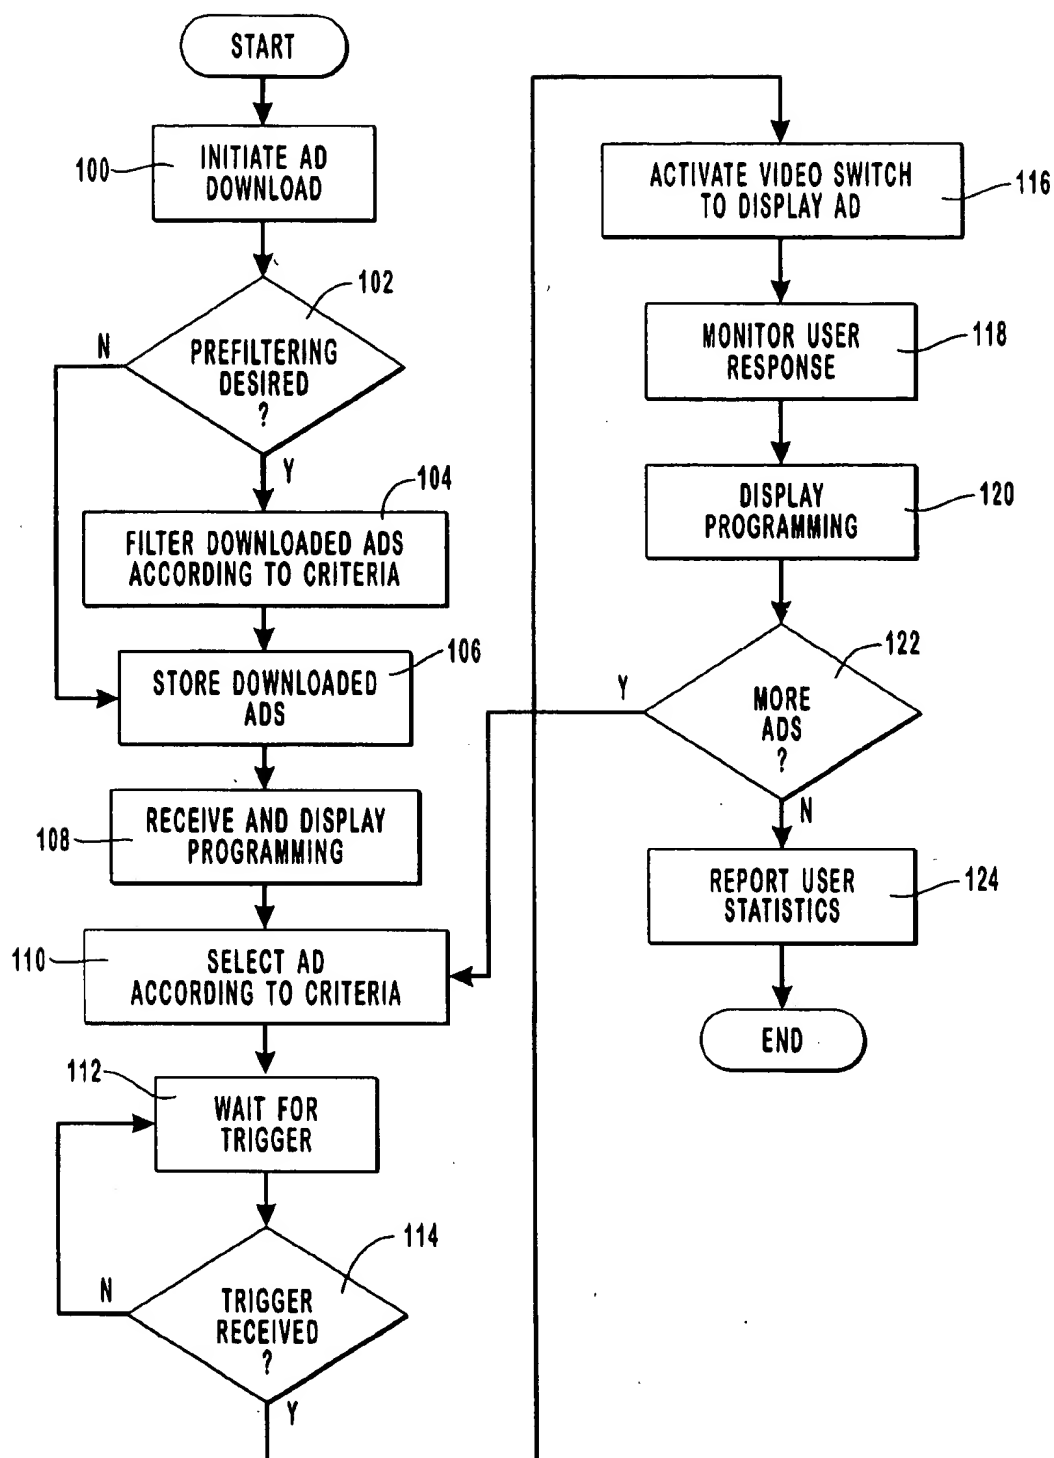 START
100
INITIATE AD
DOWNLOAD
102
N
PREFILTERING
DESIRED
?
Y
104
FILTER DOWNLOADED ADS
ACCORDING TO CRITERIA
106
STORE DOWNLOADED
ADS
108
RECEIVE AND DISPLAY
PROGRAMMING
110
SELECT AD
ACCORDING TO CRITERIA
112
WAIT FOR
TRIGGER
114
N
TRIGGER
RECEIVED
?
Y
ACTIVATE VIDEO SWITCH
TO DISPLAY AD
116
MONITOR USER
RESPONSE
118
DISPLAY
PROGRAMMING
120
122
Y
MORE
ADS
?
N
REPORT USER
STATISTICS
124
END